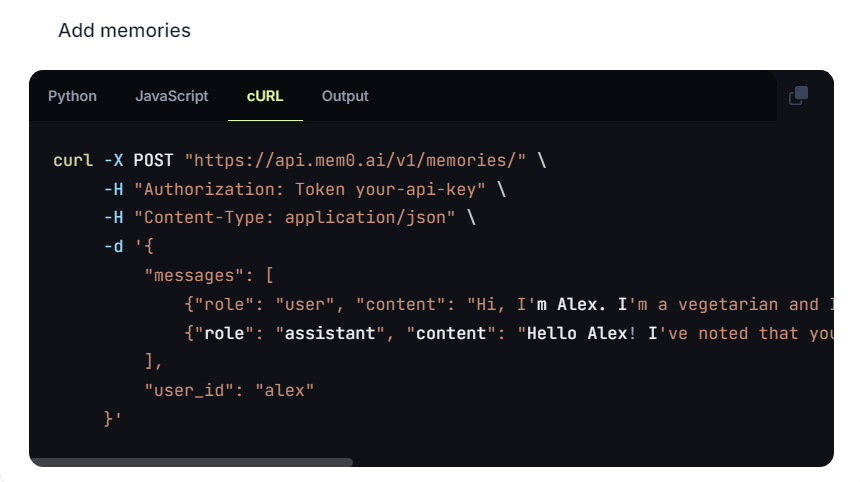 Add memories
Python JavaScript cURL Output
curl -X POST "https://api.mem0.ai/v1/memories/" \
-H "Authorization: Token your-api-key" \
-H "Content-Type: application/json" \
-d '{
"messages": [
{"role": "user", "content": "Hi, I'm Alex. I'm a vegetarian and
{"role": "assistant", "content": "Hello Alex! I've noted that you
],
"user_id": "alex"
}'